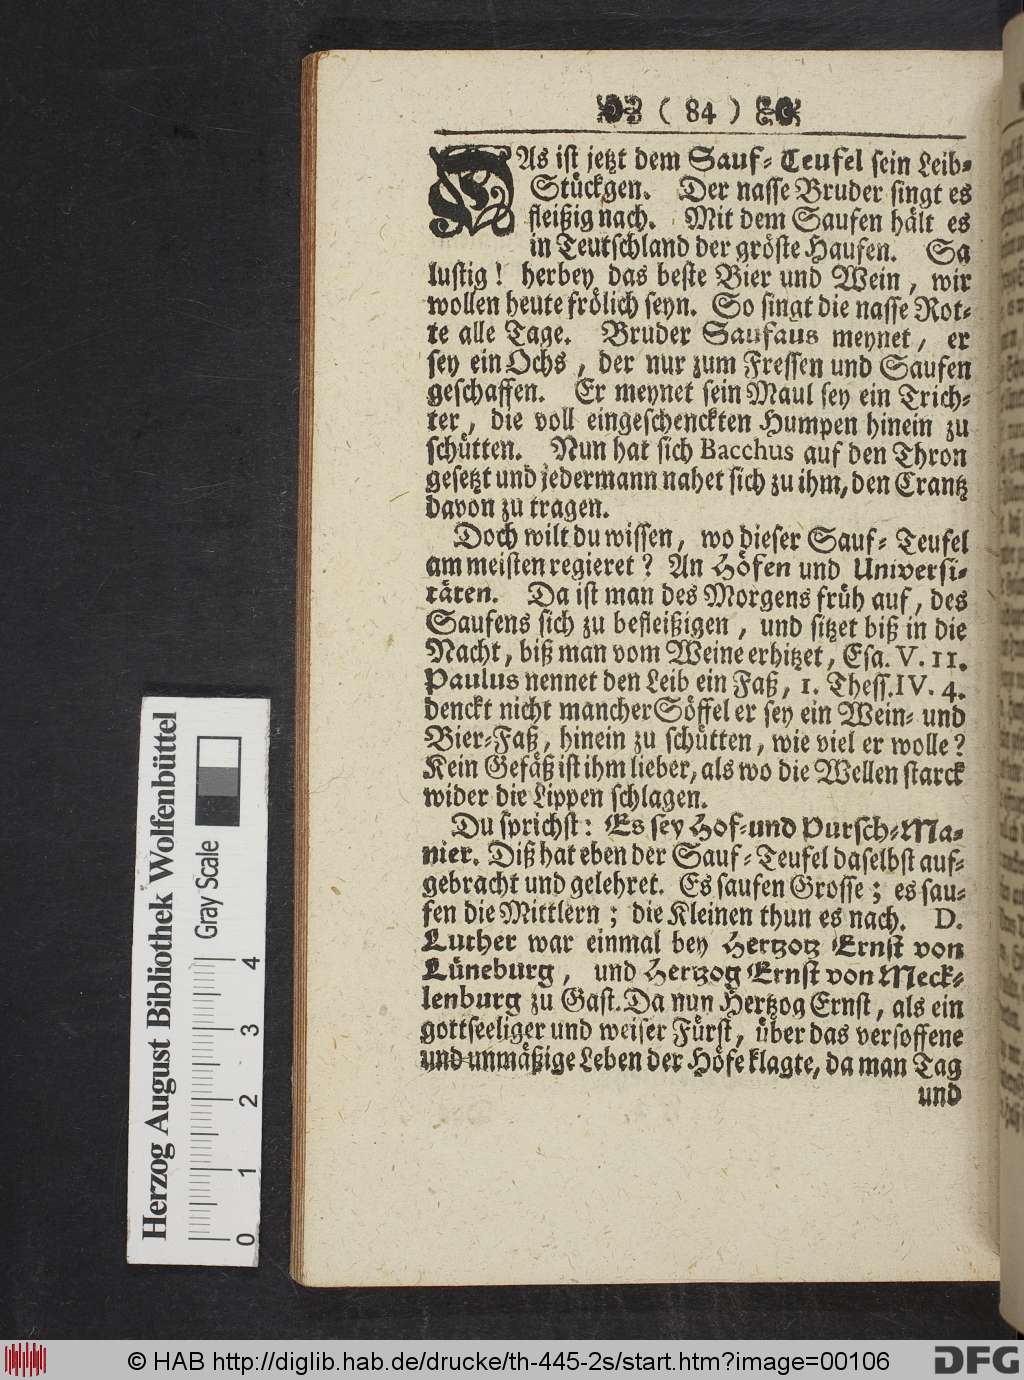 ( 84 )
DAs ist jetzt dem Sauf-Teufel sein Leib-
Stückgen. Der nasse Bruder singt es
fleißig nach. Mit dem Saufen hält es
in Teutschland der gröste Haufen. Sa
lustig! herbey das beste Bier und Wein, wir
wollen heute frölich seyn. So singt die nasse Rot-
te alle Tage. Bruder Saufaus meynet, er
sey ein Ochs, der nur zum Fressen und Saufen
geschaffen. Er meynet sein Maul sey ein Trich-
ter, die voll eingeschenckten Humpen hinein zu
schütten. Nun hat sich Bacchus auf den Thron
gesetzt und jedermann nahet sich zu ihm, den Crantz
davon zu tragen.
Doch wilt du wissen, wo dieser Sauf-Teufel
am meisten regieret? An Höfen und Universi-
täten. Da ist man des Morgens früh auf, des
Saufens sich zu befleißigen, und sitzet biß in die
Nacht, biß man vom Weine erhitzet, Esa. V. 11.
Paulus nennet den Leib ein Faß, 1. Thess. IV. 4.
denckt nicht mancher Söffel er sey ein Wein- und
Bier-Faß, hinein zu schütten, wie viel er wolle?
Kein Gefäß ist ihm lieber, als wo die Wellen starck
wider die Lippen schlagen.
Du sprichst: Es sey Hof- und Pursch-Ma-
nier. Diß hat eben der Sauf-Teufel daselbst auf-
gebracht und gelehret. Es saufen Grosse; es sau-
fen die Mittlern; die Kleinen thun es nach. D.
Luther war einmal bey Hertzog Ernst von
Lüneburg, und Hertzog Ernst von Meck-
lenburg zu Gast. Da nun Hertzog Ernst, als ein
gottseeliger und weiser Fürst, über das versoffene
und unmäßige Leben der Höfe klagte, da man Tag
und
Herzog August Bibliothek Wolfenbüttel
Gray Scale
0 1 2 3 4
© HAB http://diglib.hab.de/drucke/th-445-2s/start.htm?image=00106
DFG